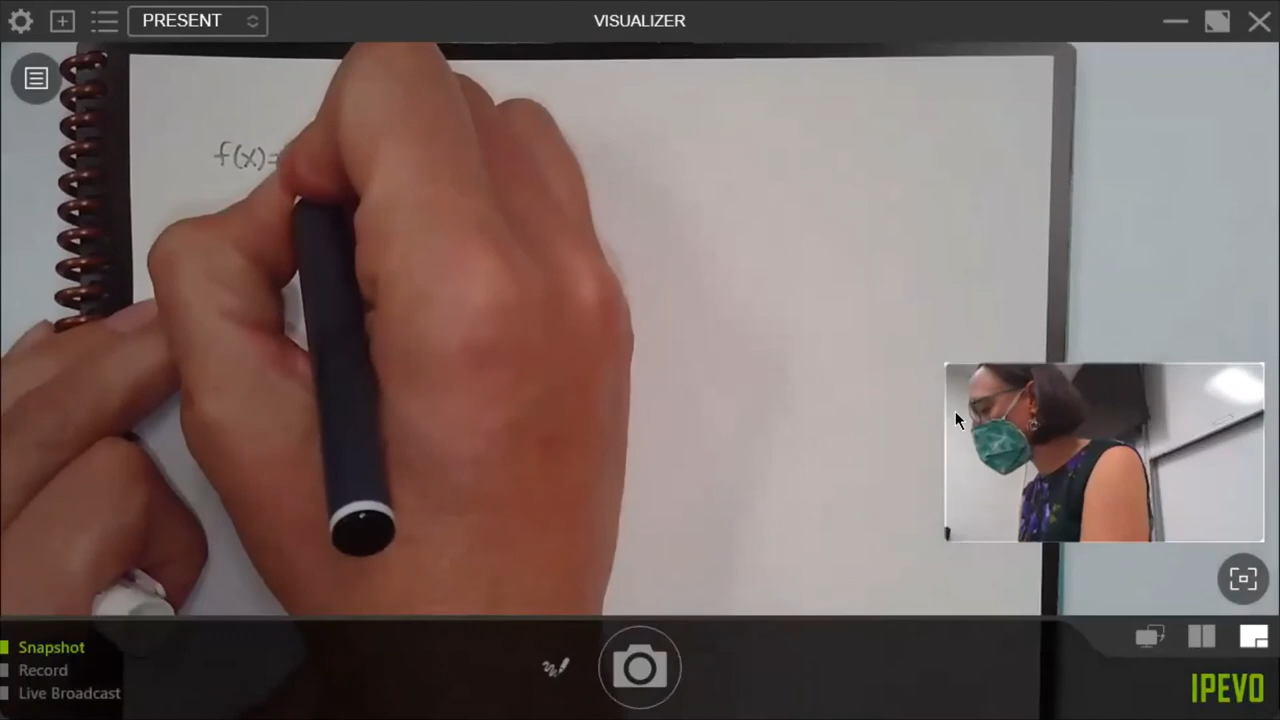 PRESENT
VISUALIZER
f(x)=
Snapshot
Record
Live Broadcast
IPEVO